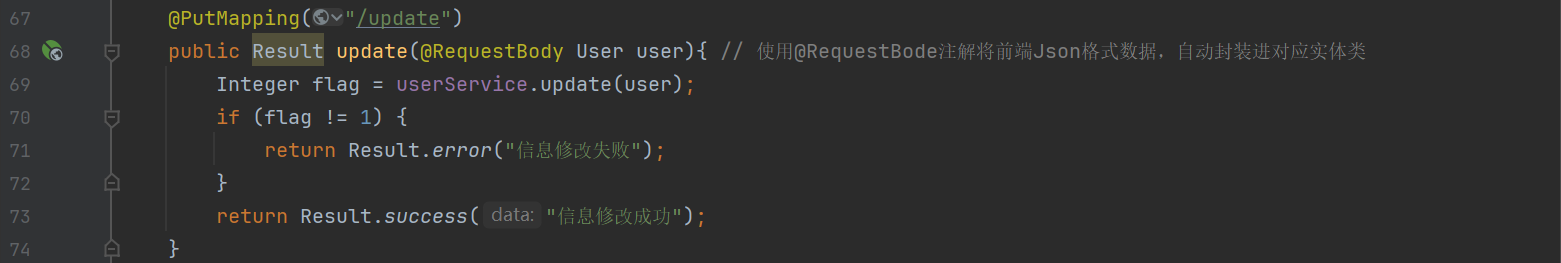 67 @PutMapping("/update")
68 public Result update(@RequestBody User user){ // 使用@RequestBode注解将前端Json格式数据，自动封装进对应实体类
69 Integer flag = userService.update(user);
70 if (flag != 1) {
71 return Result.error("信息修改失败");
72 }
73 return Result.success( data: "信息修改成功");
74 }